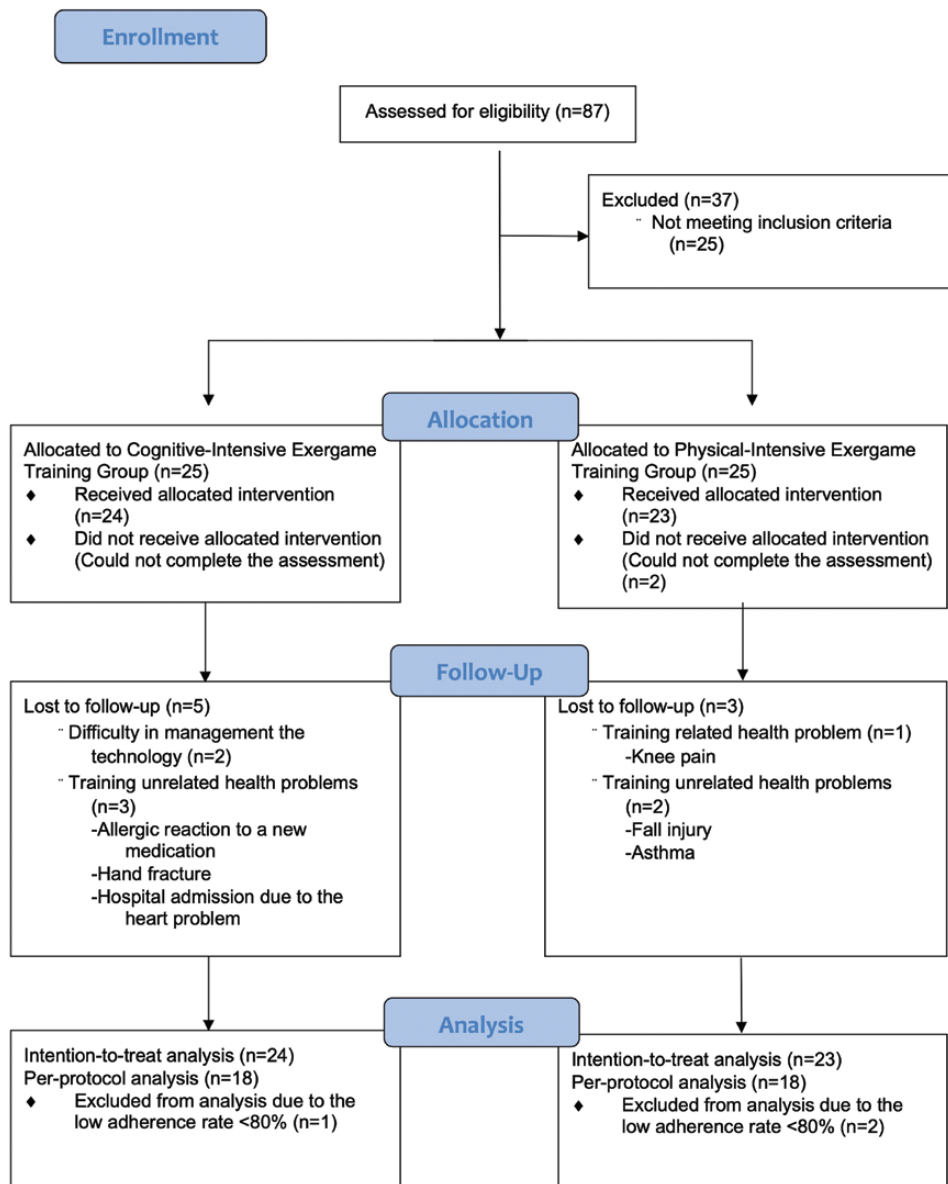 Enrollment
Assessed for eligibility (n=87)
Excluded (n=37)
¨ Not meeting inclusion criteria
(n=25)
Allocation
Allocated to Cognitive-Intensive Exergame
Training Group (n=25)
♦ Received allocated intervention
(n=24)
♦ Did not receive allocated intervention
(Could not complete the assessment)
Allocated to Physical-Intensive Exergame
Training Group (n=25)
♦ Received allocated intervention
(n=23)
♦ Did not receive allocated intervention
(Could not complete the assessment)
(n=2)
Follow-Up
Lost to follow-up (n=5)
¨ Difficulty in management the
technology (n=2)
¨ Training unrelated health problems
(n=3)
-Allergic reaction to a new
medication
-Hand fracture
-Hospital admission due to the
heart problem
Lost to follow-up (n=3)
¨ Training related health problem (n=1)
-Knee pain
¨ Training unrelated health problems
(n=2)
-Fall injury
-Asthma
Analysis
Intention-to-treat analysis (n=24)
Per-protocol analysis (n=18)
♦ Excluded from analysis due to the
low adherence rate <80% (n=1)
Intention-to-treat analysis (n=23)
Per-protocol analysis (n=18)
♦ Excluded from analysis due to the
low adherence rate <80% (n=2)